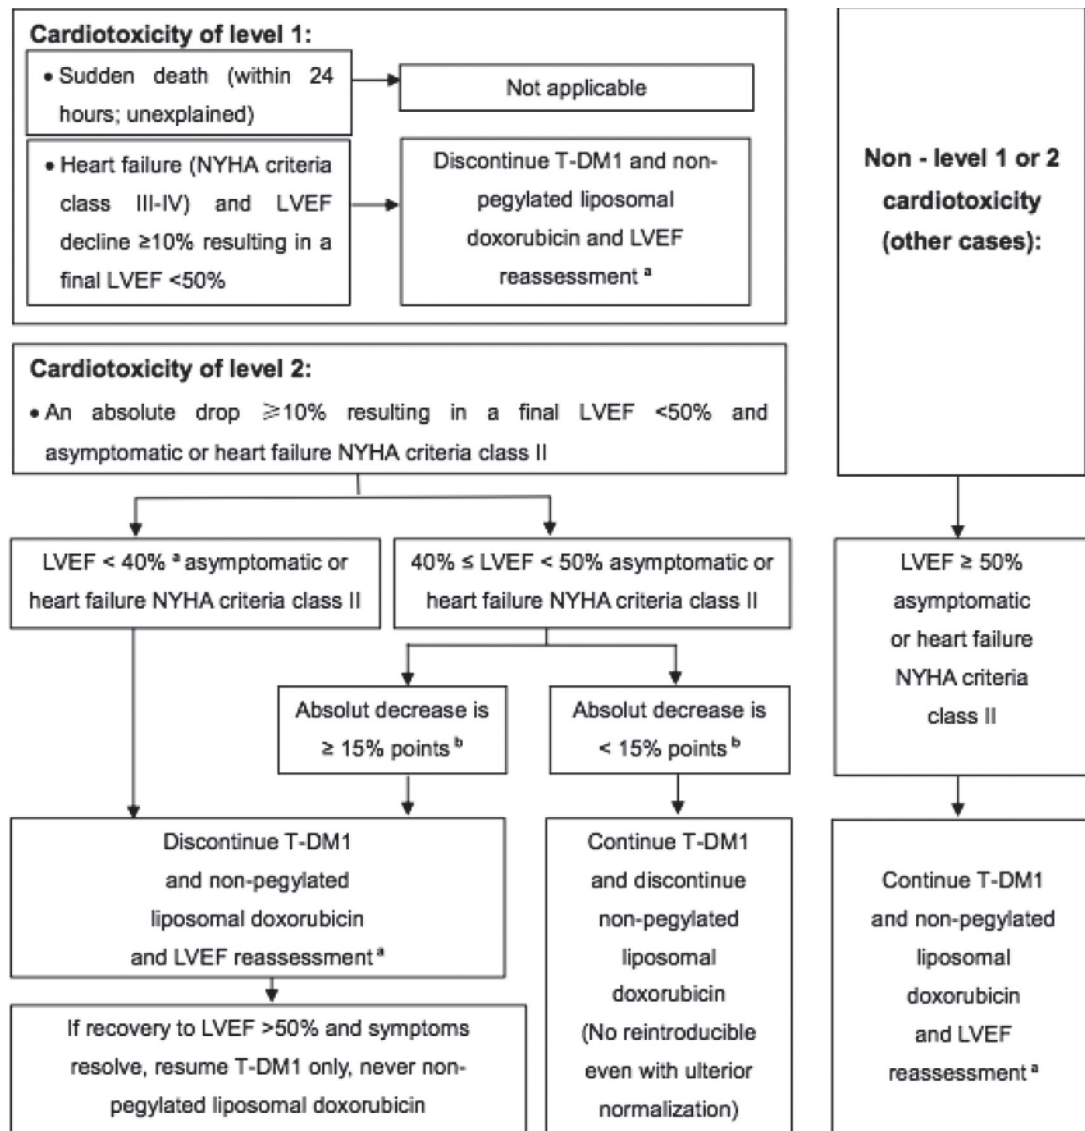 Cardiotoxicity of level 1:
• Sudden death (within 24
hours; unexplained)
Not applicable
• Heart failure (NYHA criteria
class III-IV) and LVEF
decline ≥10% resulting in a
final LVEF <50%
Discontinue T-DM1 and non-
pegylated liposomal
doxorubicin and LVEF
reassessment a
Non - level 1 or 2
cardiotoxicity
(other cases):
Cardiotoxicity of level 2:
• An absolute drop ⩾10% resulting in a final LVEF <50% and
asymptomatic or heart failure NYHA criteria class II
LVEF < 40% a asymptomatic or
heart failure NYHA criteria class II
40% ≤ LVEF < 50% asymptomatic or
heart failure NYHA criteria class II
LVEF ≥ 50%
asymptomatic
or heart failure
NYHA criteria
class II
Absolut decrease is
≥ 15% points b
Absolut decrease is
< 15% points b
Discontinue T-DM1
and non-pegylated
liposomal doxorubicin
and LVEF reassessment a
Continue T-DM1
and discontinue
non-pegylated
liposomal
doxorubicin
(No reintroducible
even with ulterior
normalization)
Continue T-DM1
and non-pegylated
liposomal
doxorubicin
and LVEF
reassessment a
If recovery to LVEF >50% and symptoms
resolve, resume T-DM1 only, never non-
pegylated liposomal doxorubicin